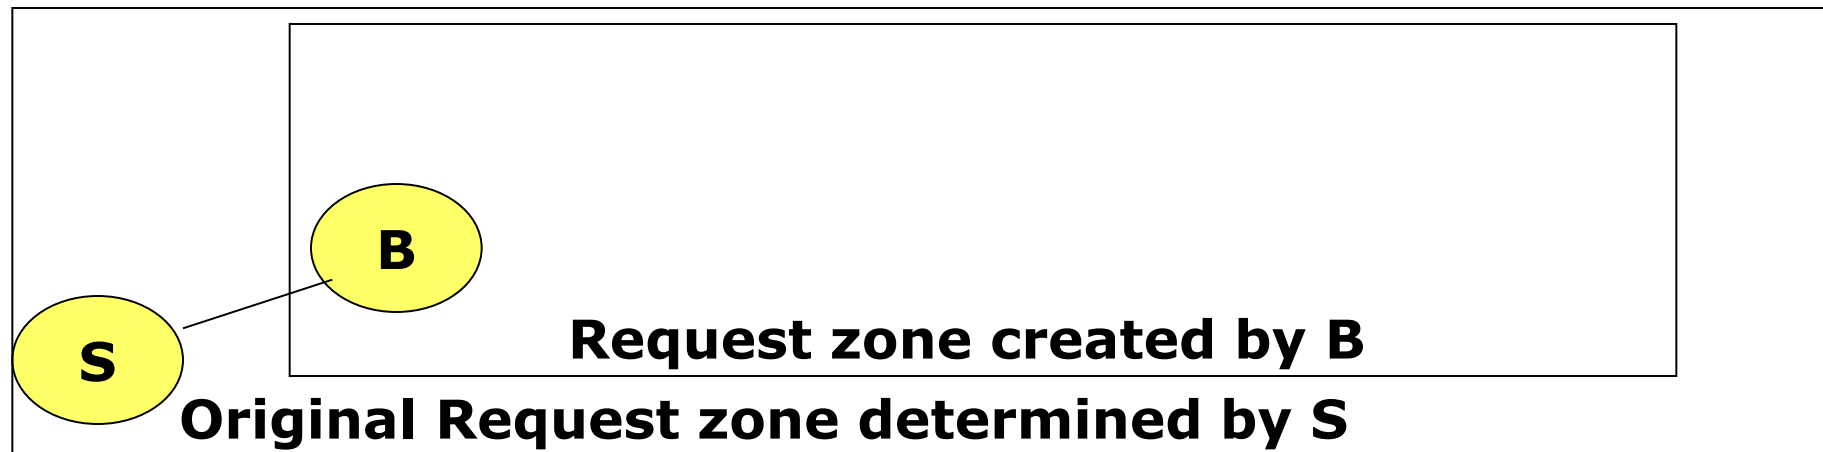 B
S
Request zone created by B
Original Request zone determined by S